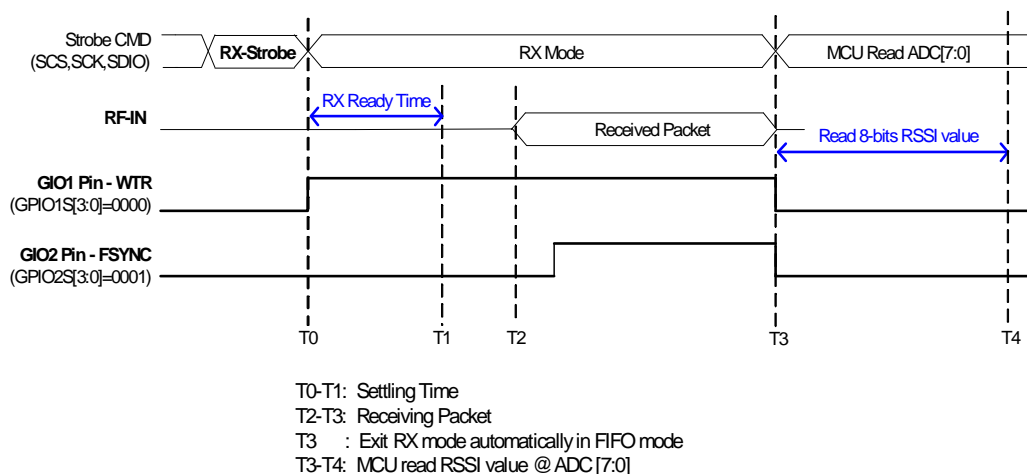 Strobe CMD
(SCS,SCK,SDIO)
RX-Strobe
RX Mode
MCU Read ADC[7:0]
RX Ready Time
RF-IN
Received Packet
Read 8-bits RSSI value
GIO1 Pin - WTR
(GPIO1S[3:0]=0000)
GIO2 Pin - FSYNC
(GPIO2S[3:0]=0001)
T0 T1 T2 T3 T4
T0-T1: Settling Time
T2-T3: Receiving Packet
T3 : Exit RX mode automatically in FIFO mode
T3-T4: MCU read RSSI value @ ADC [7:0]